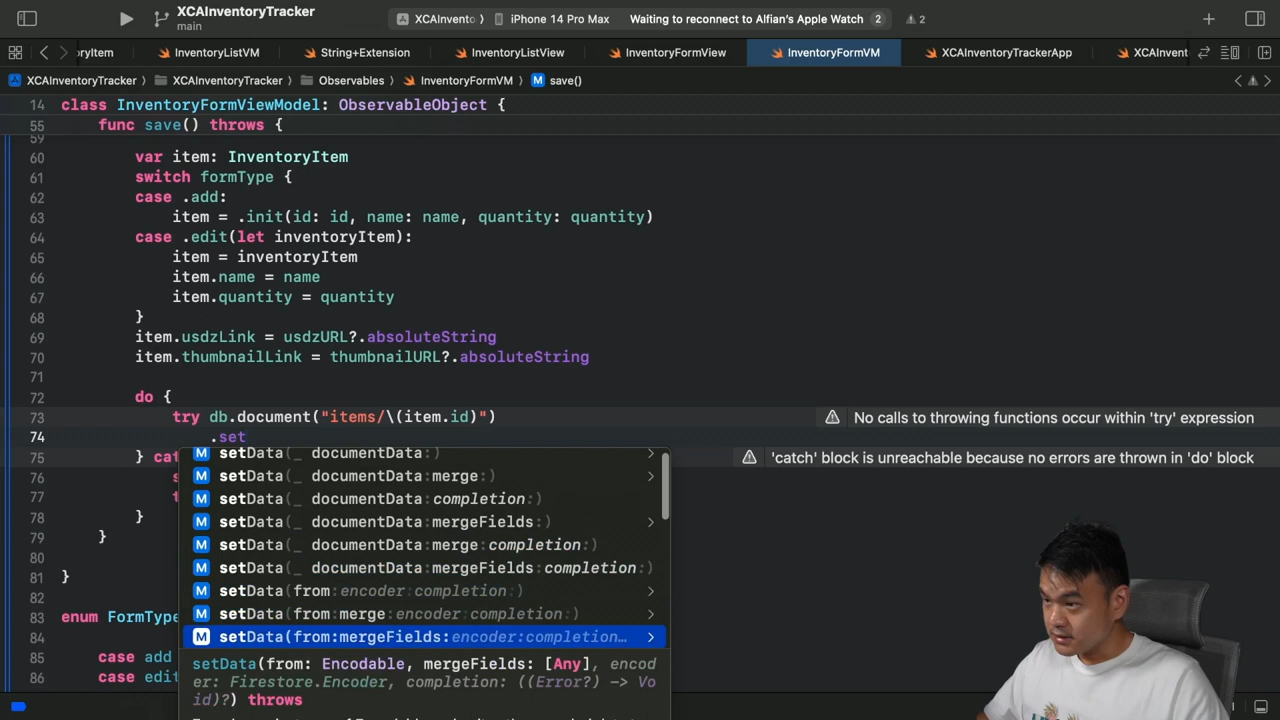 XCAInventoryTracker
main
XCAInvento iPhone 14 Pro Max Waiting to reconnect to Alfian's Apple Watch 2 2
ryItem InventoryListVM String+Extension InventoryListView InventoryFormView InventoryFormVM XCAInventoryTrackerApp XCAInvent
XCAInventoryTracker XCAInventoryTracker Observables InventoryFormVM M save()
14 class InventoryFormViewModel: ObservableObject {
55 func save() throws {
59
60 var item: InventoryItem
61 switch formType {
62 case .add:
63 item = .init(id: id, name: name, quantity: quantity)
64 case .edit(let inventoryItem):
65 item = inventoryItem
66 item.name = name
67 item.quantity = quantity
68 }
69 item.usdzLink = usdzURL?.absoluteString
70 item.thumbnailLink = thumbnailURL?.absoluteString
71
72 do {
73 try db.document("items/\(item.id)") No calls to throwing functions occur within 'try' expression
74 .set
75 } cat 'catch' block is unreachable because no errors are thrown in 'do' block
M setData(_ documentData:)
M setData(_ documentData:merge:)
M setData(_ documentData:completion:)
M setData(_ documentData:mergeFields:)
M setData(_ documentData:merge:completion:)
M setData(_ documentData:mergeFields:completion:)
M setData(from:encoder:completion:)
M setData(from:merge:encoder:completion:)
M setData(from:mergeFields:encoder:completion…
setData(from: Encodable, mergeFields: [Any], encod
er: Firestore.Encoder, completion: ((Error?) -> Vo
id)?) throws
76 s
77 t
78 }
79 }
80
81 }
82
83 enum FormType
84
85 case add
86 case edit